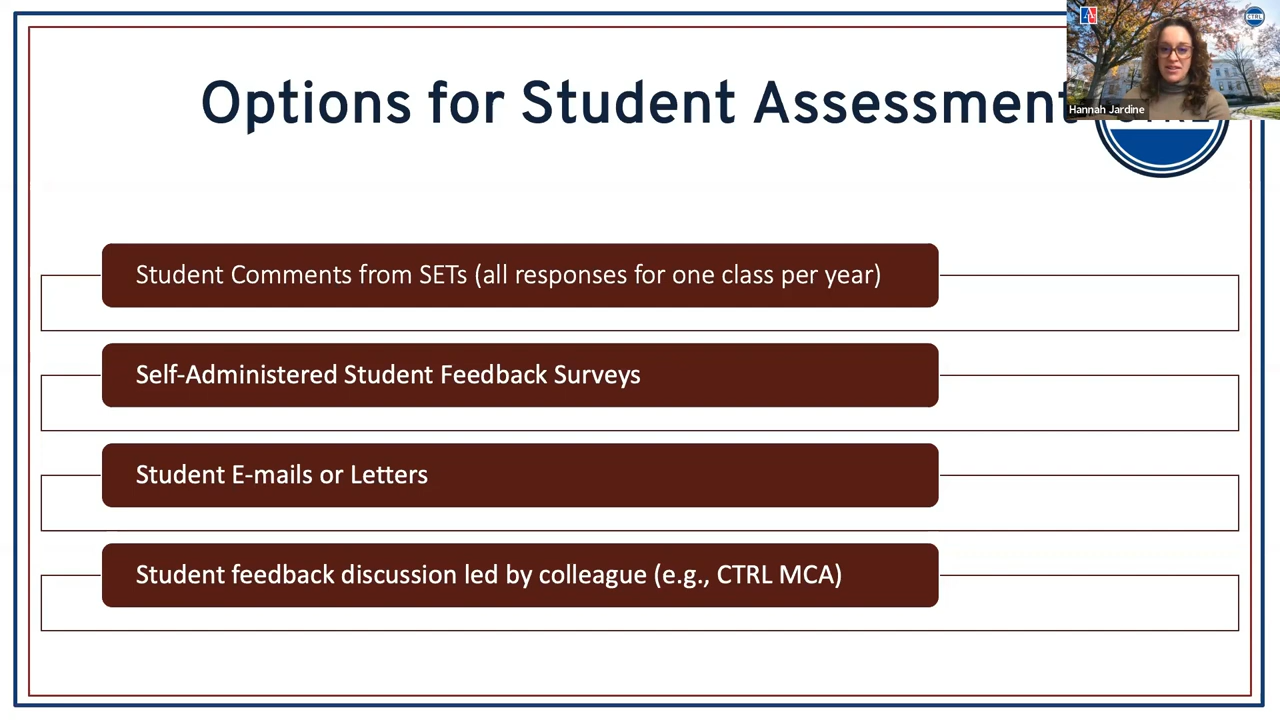 Options for Student Assessment
CTRL
Hannah Jardine
Student Comments from SETs (all responses for one class per year)
Self-Administered Student Feedback Surveys
Student E-mails or Letters
Student feedback discussion led by colleague (e.g., CTRL MCA)